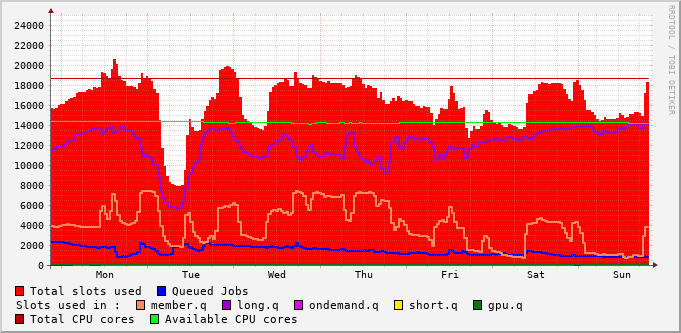 24000
22000
20000
18000
16000
14000
12000
10000
8000
6000
4000
2000
0
Mon Tue Wed Thu Fri Sat Sun
Total slots used Queued Jobs
Slots used in : member.q long.q ondemand.q short.q gpu.q
Total CPU cores Available CPU cores
RRDTOOL / TOBI OETIKER